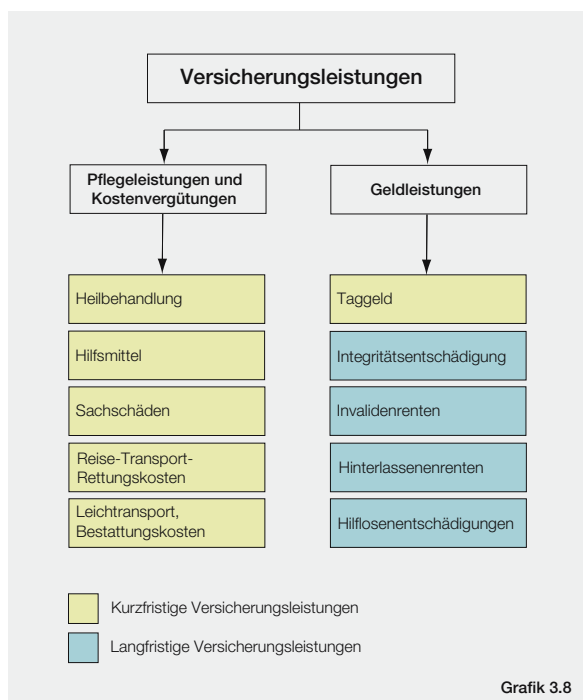 Versicherungsleistungen
Pflegeleistungen und
Kostenvergütungen
Geldleistungen
Heilbehandlung
Hilfsmittel
Sachschäden
Reise-Transport-
Rettungskosten
Leichtransport,
Bestattungskosten
Taggeld
Integritätsentschädigung
Invalidenrenten
Hinterlassenenrenten
Hilflosenentschädigungen
Kurzfristige Versicherungsleistungen
Langfristige Versicherungsleistungen
Grafik 3.8